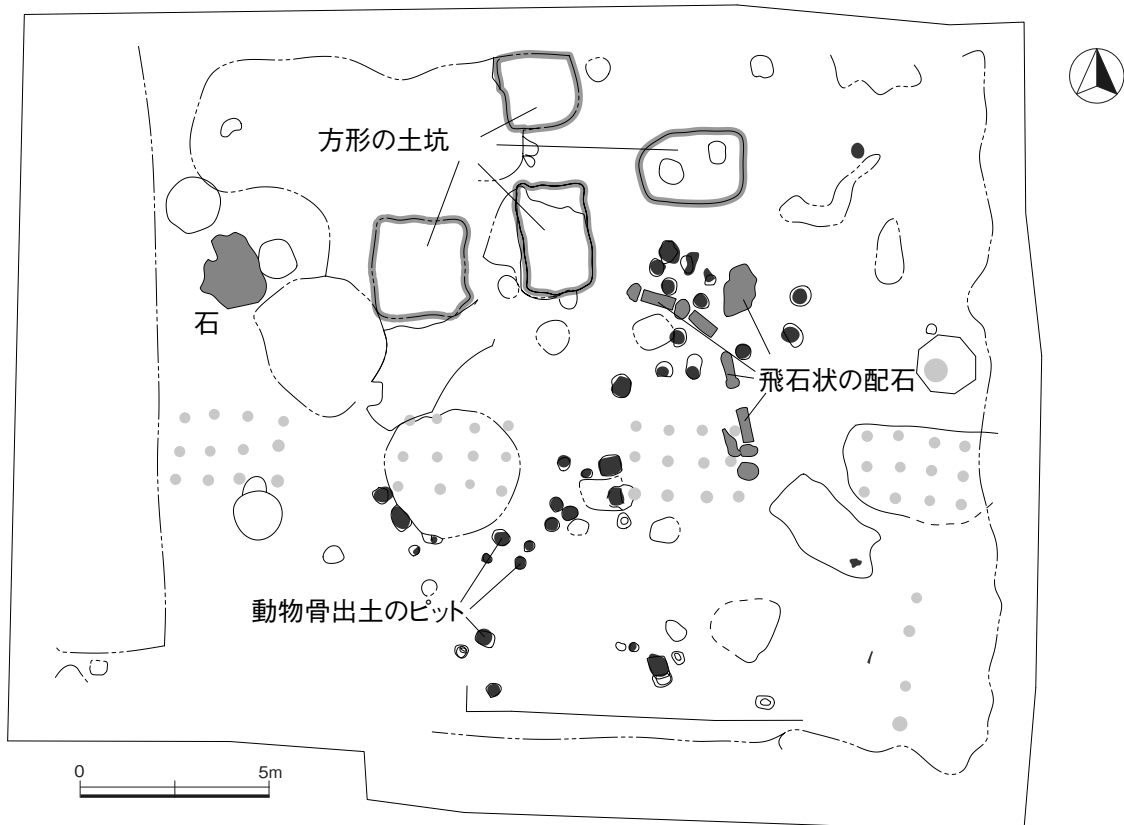 方形の土坑
石
飛石状の配石
動物骨出土のピット
0 5m